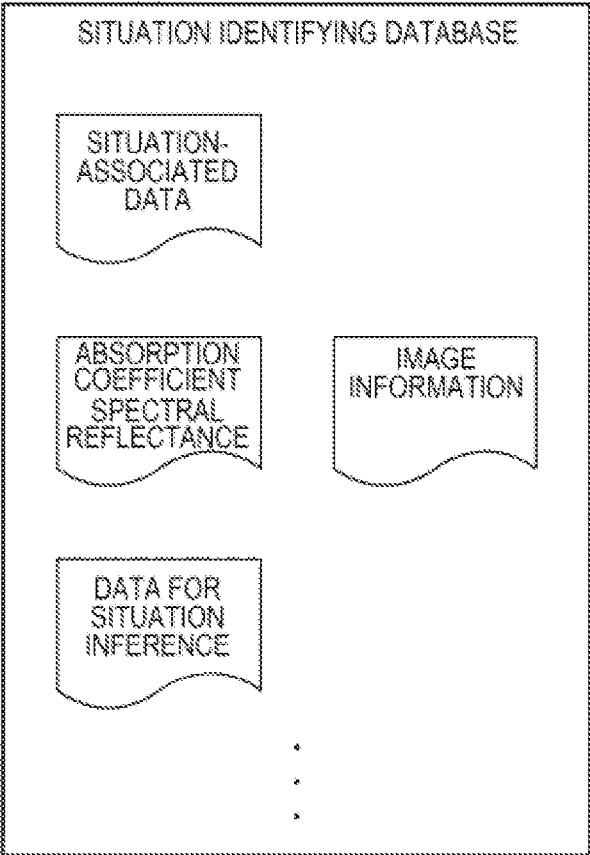 SITUATION IDENTIFYING DATABASE
SITUATION-
ASSOCIATED
DATA
ABSORPTION
COEFFICIENT
SPECTRAL
REFLECTANCE
IMAGE
INFORMATION
DATA FOR
SITUATION
INFERENCE